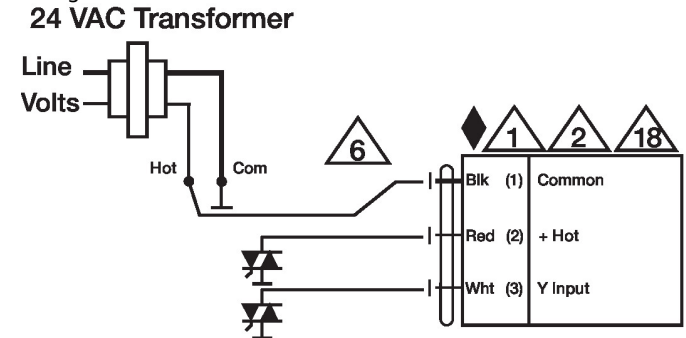 24 VAC Transformer
Line
Volts
Hot
Com
6
1
2
18
Blk (1) Common
Red (2) + Hot
Wht (3) Y Input